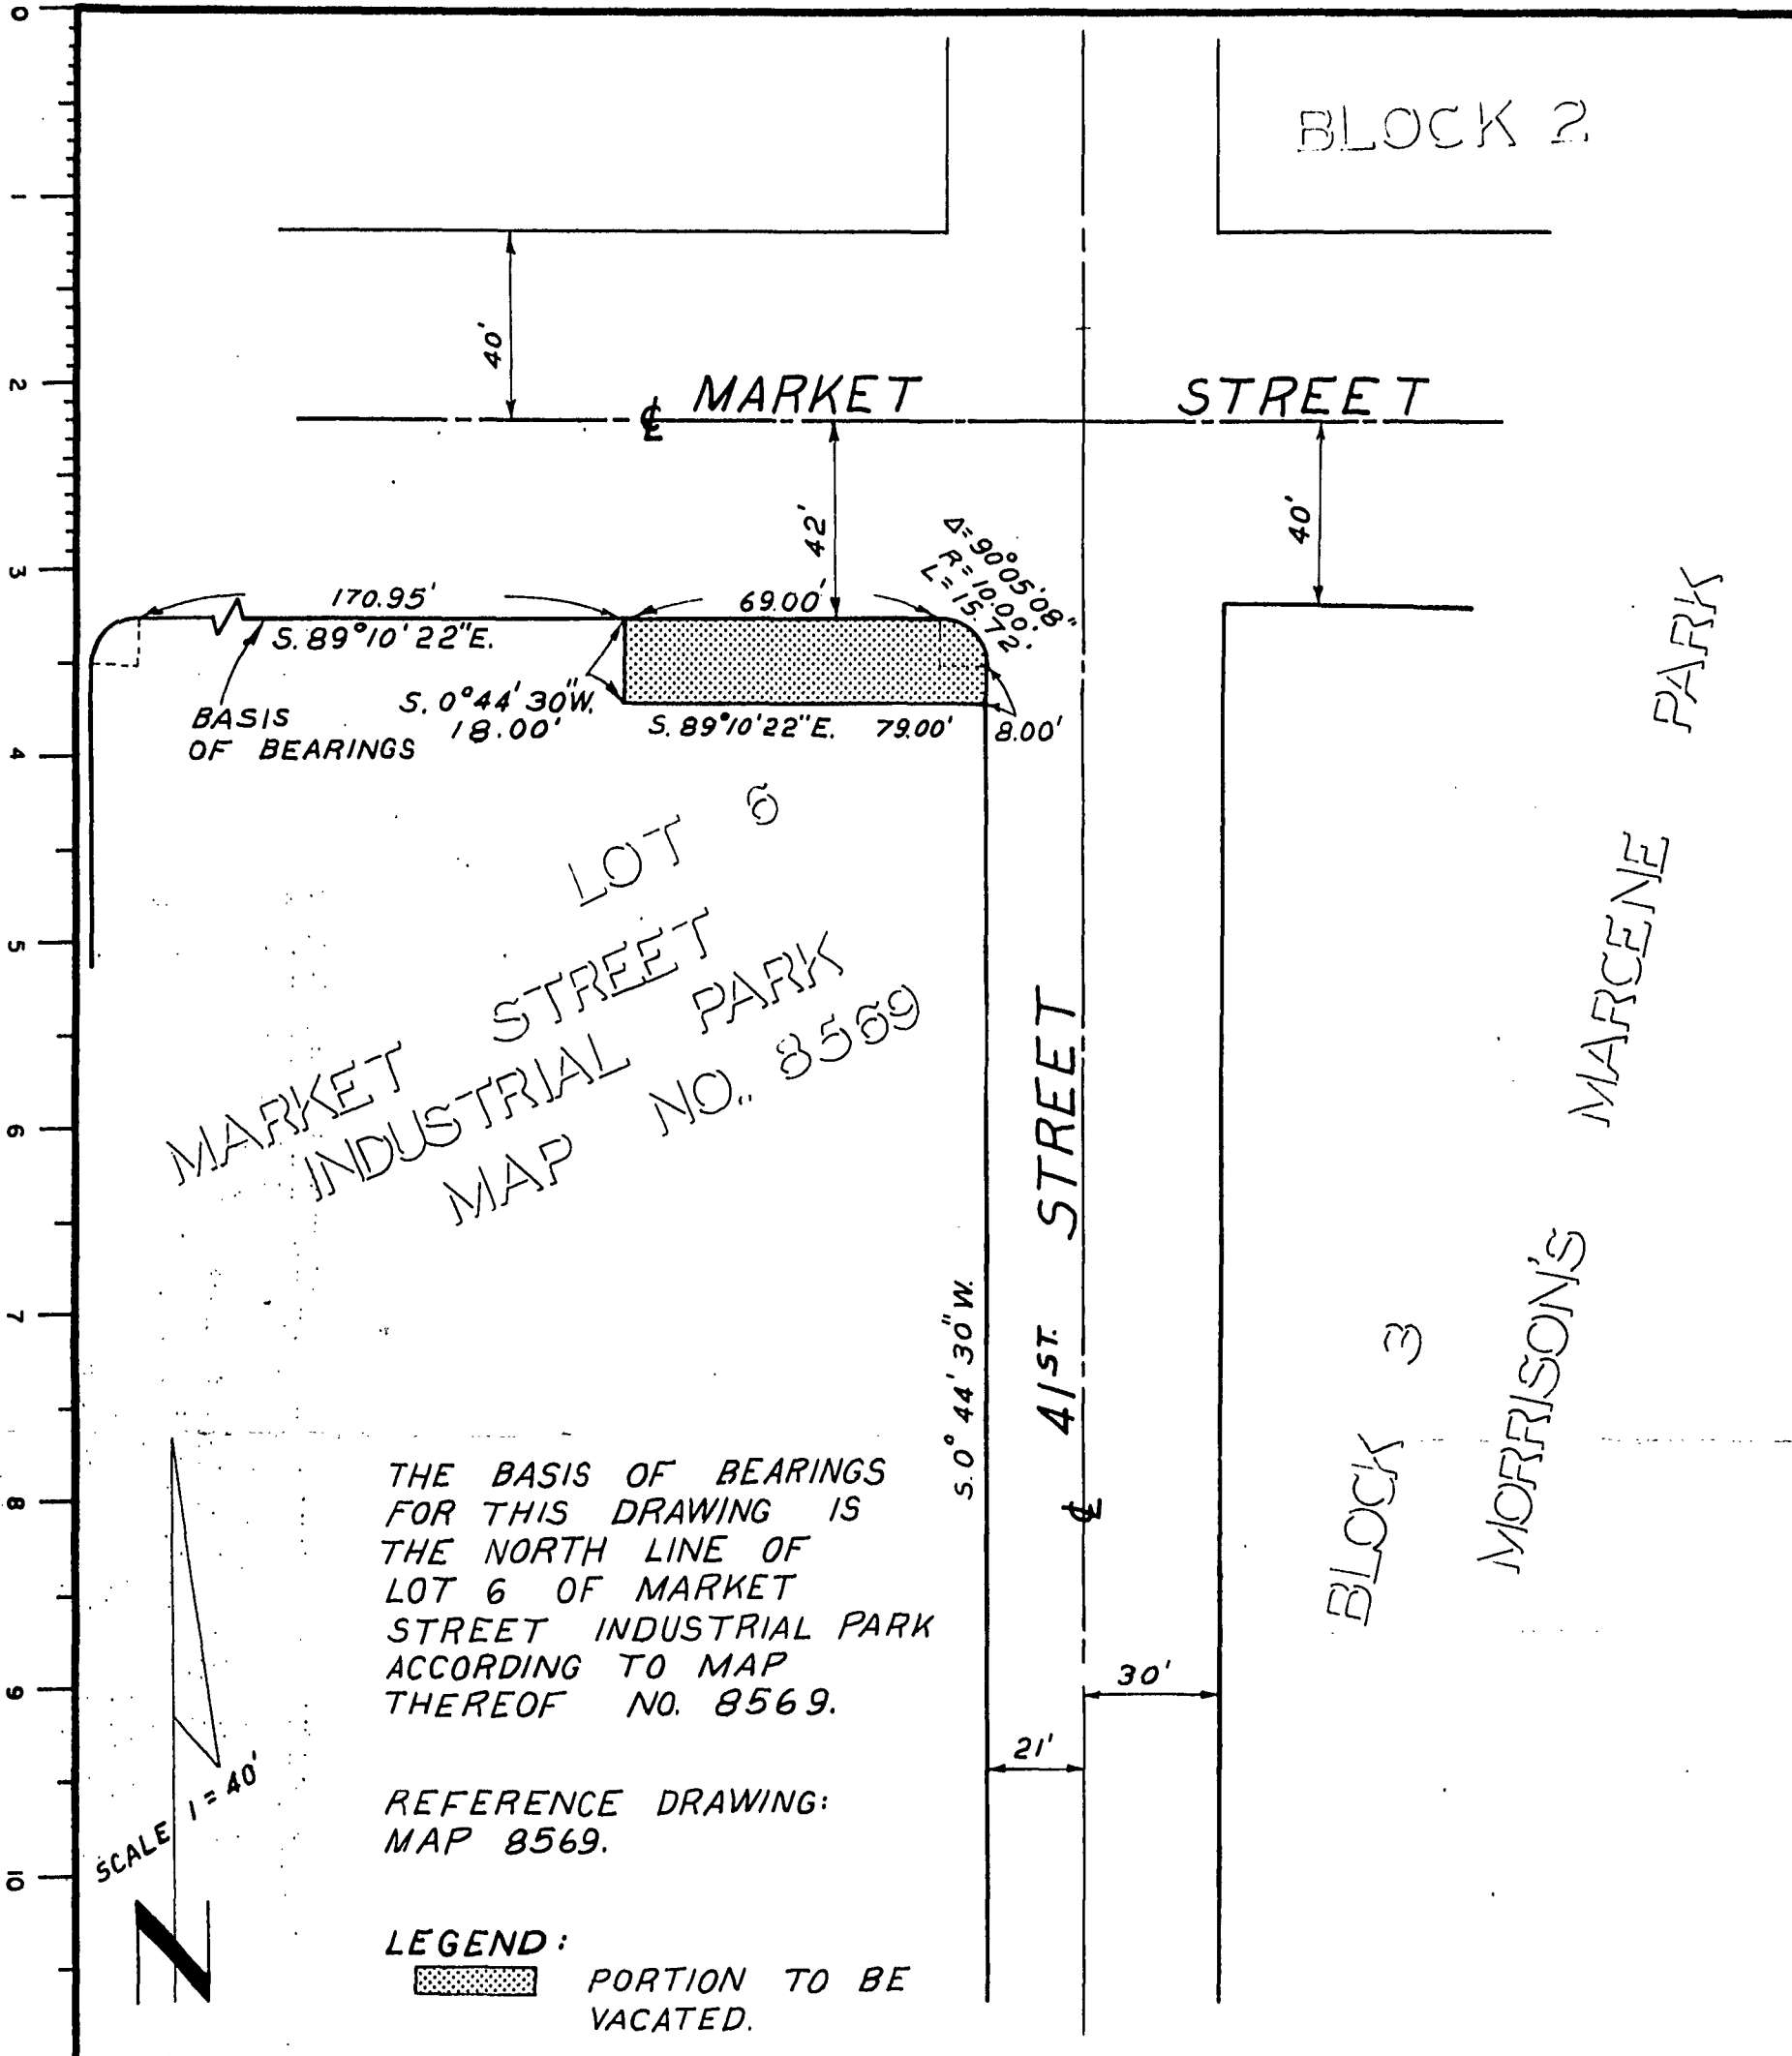 0
1
2
3
4
5
6
7
8
9
10
BLOCK 2
40'
MARKET STREET
℄
42'
40'
Δ=90°05'08"
R=10.00'
L=15.72'
170.95'
69.00'
S. 89°10'22"E.
BASIS
OF BEARINGS
S. 0°44'30"W.
18.00'
S. 89°10'22"E. 79.00'
8.00'
LOT 6
MARKET STREET
INDUSTRIAL PARK
MAP NO. 8569
41ST. STREET
℄
S. 0° 44' 30" W.
BLOCK 3
MORRISON'S MARCENE PARK
THE BASIS OF BEARINGS
FOR THIS DRAWING IS
THE NORTH LINE OF
LOT 6 OF MARKET
STREET INDUSTRIAL PARK
ACCORDING TO MAP
THEREOF NO. 8569.
30'
21'
SCALE 1 = 40'
N
REFERENCE DRAWING:
MAP 8569.
LEGEND:
PORTION TO BE
VACATED.